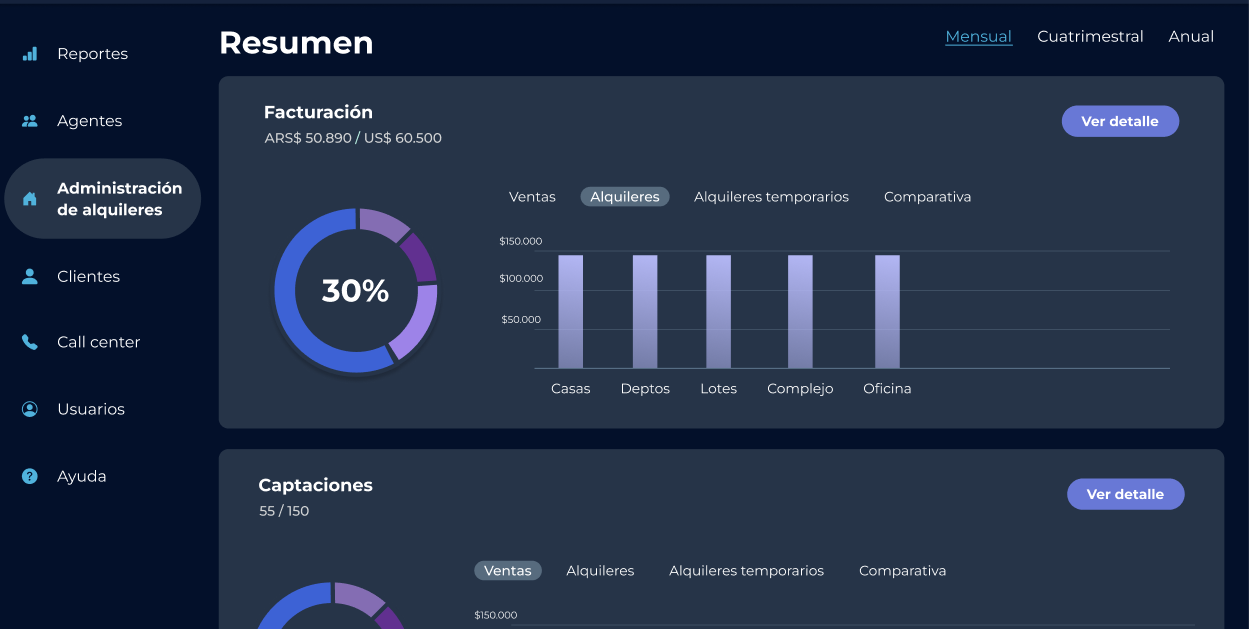 Reportes
Agentes
Administración
de alquileres
Clientes
Call center
Usuarios
Ayuda
Resumen
Mensual Cuatrimestral Anual
Facturación
ARS$ 50.890 / US$ 60.500
Ver detalle
30%
Ventas Alquileres Alquileres temporarios Comparativa
$150.000
$100.000
$50.000
Casas Deptos Lotes Complejo Oficina
Captaciones
55 / 150
Ver detalle
Ventas Alquileres Alquileres temporarios Comparativa
$150.000